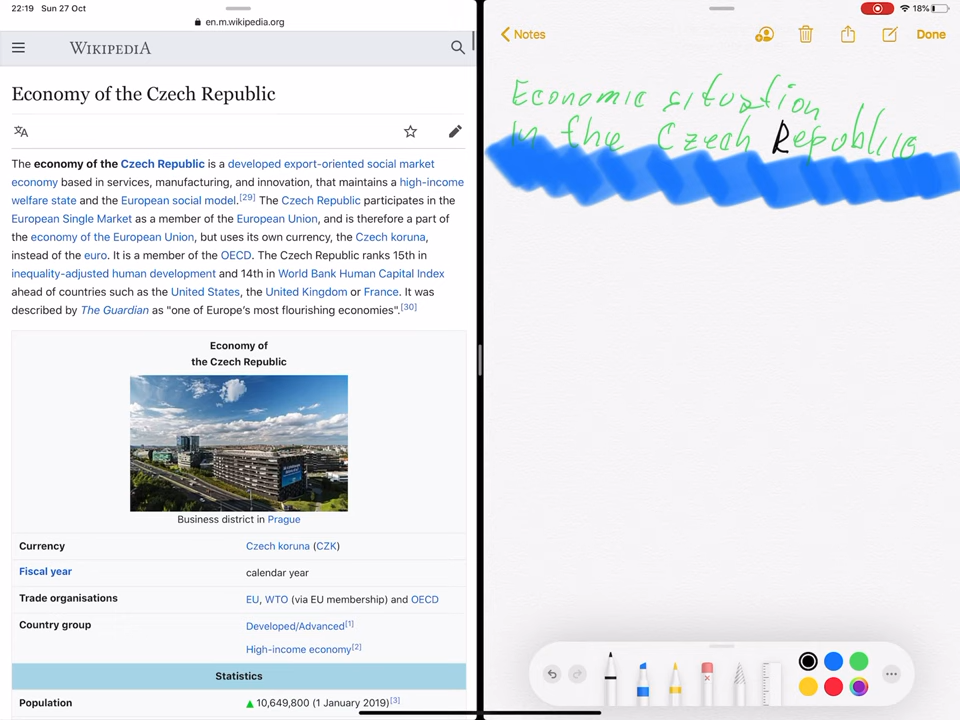 22:19 Sun 27 Oct
en.m.wikipedia.org
WIKIPEDIA
Economy of the Czech Republic
The economy of the Czech Republic is a developed export-oriented social market
economy based in services, manufacturing, and innovation, that maintains a high-income
welfare state and the European social model.[29] The Czech Republic participates in the
European Single Market as a member of the European Union, and is therefore a part of
the economy of the European Union, but uses its own currency, the Czech koruna,
instead of the euro. It is a member of the OECD. The Czech Republic ranks 15th in
inequality-adjusted human development and 14th in World Bank Human Capital Index
ahead of countries such as the United States, the United Kingdom or France. It was
described by The Guardian as "one of Europe's most flourishing economies".[30]
Economy of
the Czech Republic
Business district in Prague
Currency Czech koruna (CZK)
Fiscal year calendar year
Trade organisations EU, WTO (via EU membership) and OECD
Country group Developed/Advanced[1]
High-income economy[2]
Statistics
Population ▲ 10,649,800 (1 January 2019)[3]
18%
Notes
Done
Economic situation
in the Czech Republic